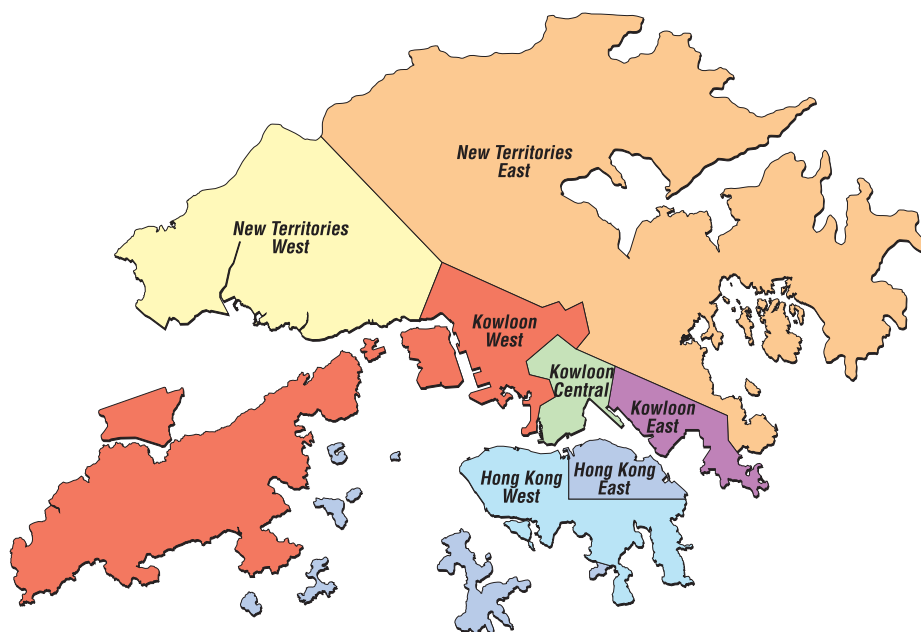 New Territories
East
New Territories
West
Kowloon
West
Kowloon
Central
Kowloon
East
Hong Kong
West
Hong Kong
East